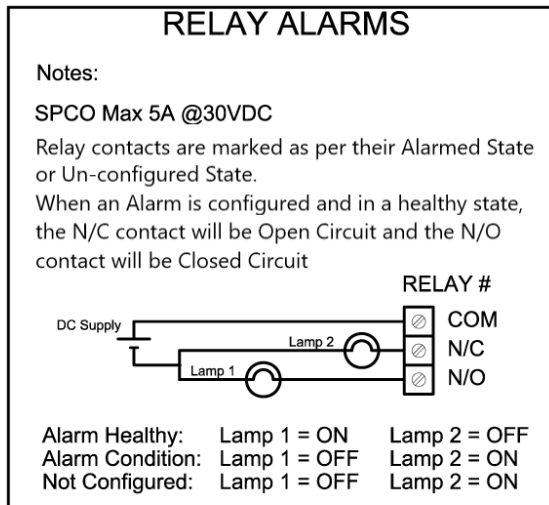 RELAY ALARMS
Notes:
SPCO Max 5A @30VDC
Relay contacts are marked as per their Alarmed State
or Un-configured State.
When an Alarm is configured and in a healthy state,
the N/C contact will be Open Circuit and the N/O
contact will be Closed Circuit
RELAY #
DC Supply
COM
Lamp 2
N/C
Lamp 1
N/O
Alarm Healthy: Lamp 1 = ON Lamp 2 = OFF
Alarm Condition: Lamp 1 = OFF Lamp 2 = ON
Not Configured: Lamp 1 = OFF Lamp 2 = ON